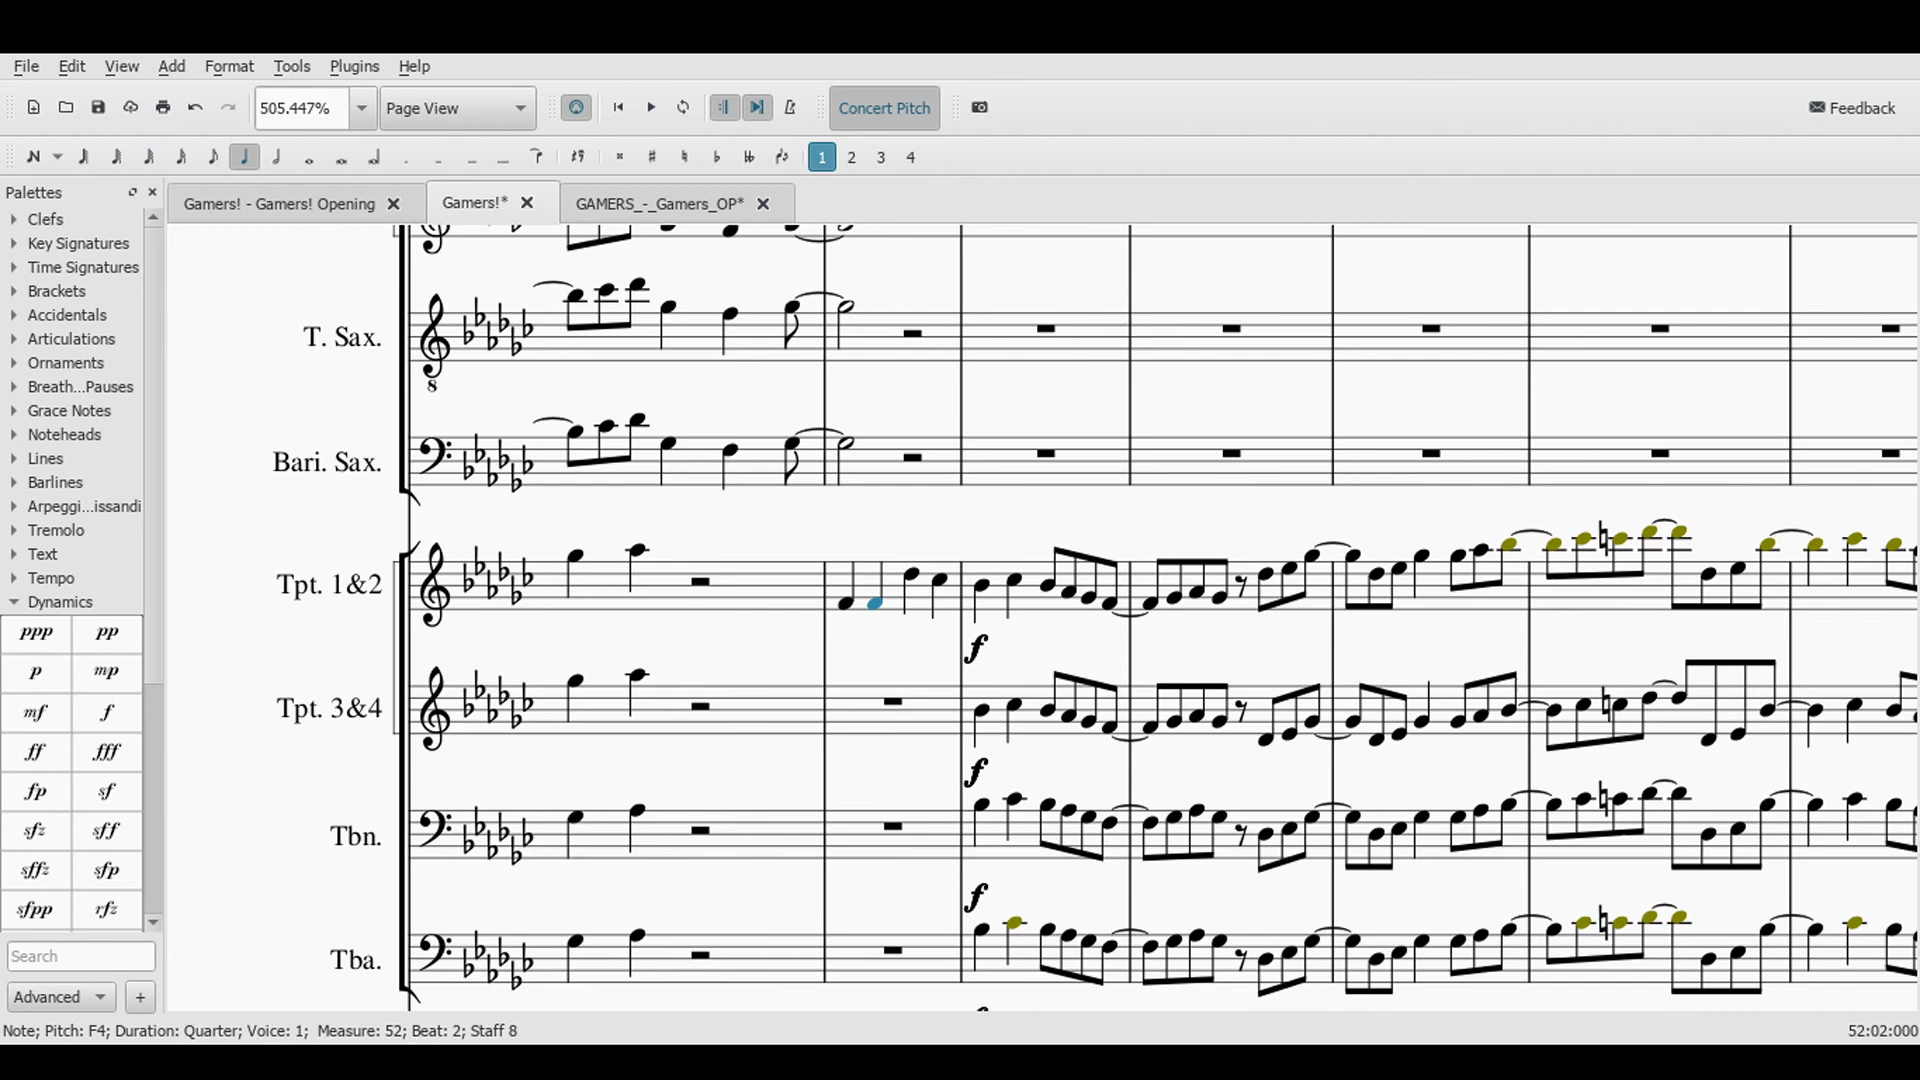 File Edit View Add Format Tools Plugins Help
505.447% Page View Concert Pitch Feedback
1 2 3 4
Palettes
Gamers! - Gamers! Opening Gamers!* GAMERS_-_Gamers_OP*
Clefs
Key Signatures
Time Signatures
Brackets
Accidentals
Articulations
Ornaments
Breath...Pauses
Grace Notes
Noteheads
Lines
Barlines
Arpeggi...issandi
Tremolo
Text
Tempo
Dynamics
ppp pp
p mp
mf f
ff fff
fp sf
sfz sff
sffz sfp
sfpp rfz
Search
Advanced +
8
T. Sax.
Bari. Sax.
Tpt. 1&2
f
Tpt. 3&4
f
Tbn.
f
Tba.
Note; Pitch: F4; Duration: Quarter; Voice: 1; Measure: 52; Beat: 2; Staff 8 52:02:000